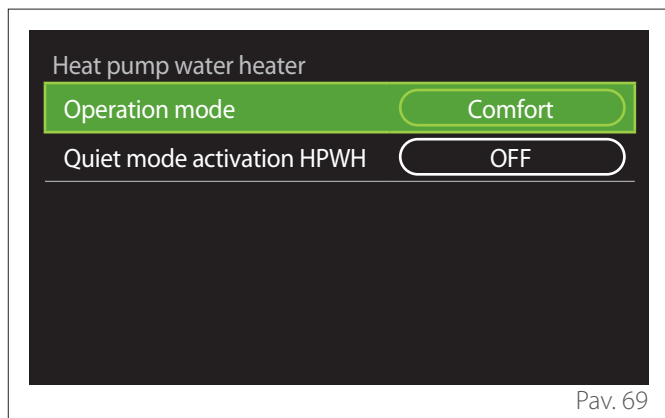 Heat pump water heater
Operation mode Comfort
Quiet mode activation HPWH OFF
Pav. 69